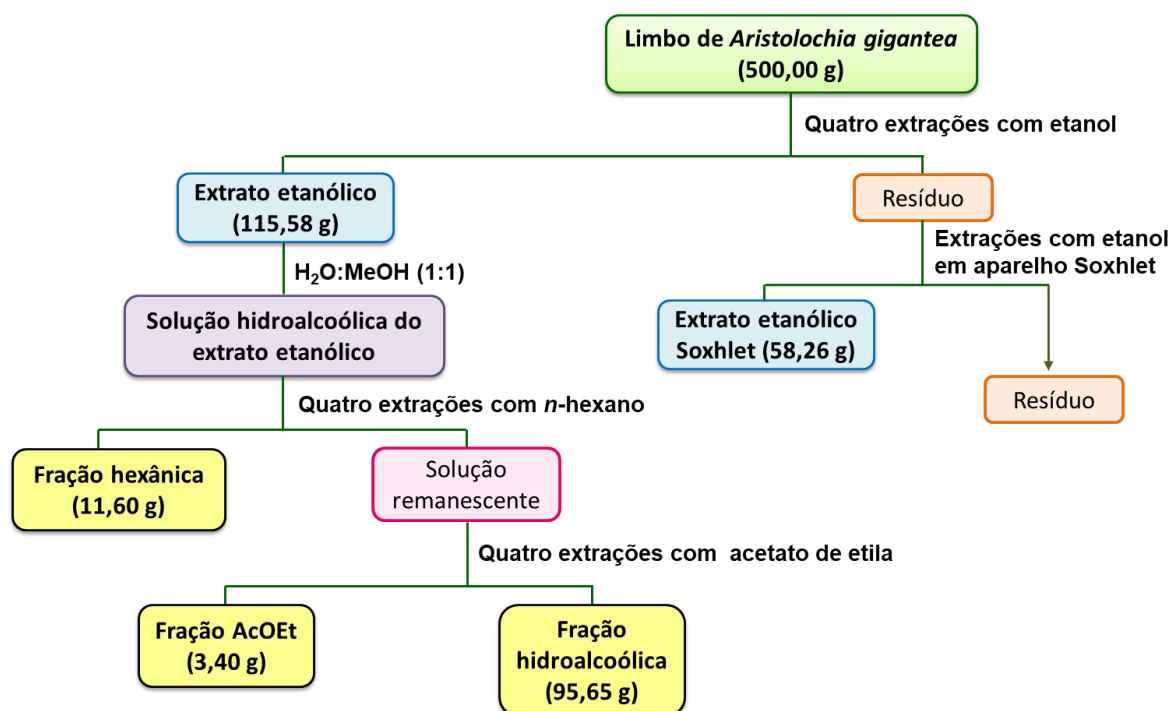 Limbo de Aristolochia gigantea
(500,00 g)
Quatro extrações com etanol
Extrato etanólico
(115,58 g)
Resíduo
Extrações com etanol
em aparelho Soxhlet
H₂O:MeOH (1:1)
Solução hidroalcoólica do
extrato etanólico
Extrato etanólico
Soxhlet (58,26 g)
Resíduo
Quatro extrações com n-hexano
Fração hexânica
(11,60 g)
Solução
remanescente
Quatro extrações com acetato de etila
Fração AcOEt
(3,40 g)
Fração
hidroalcoólica
(95,65 g)